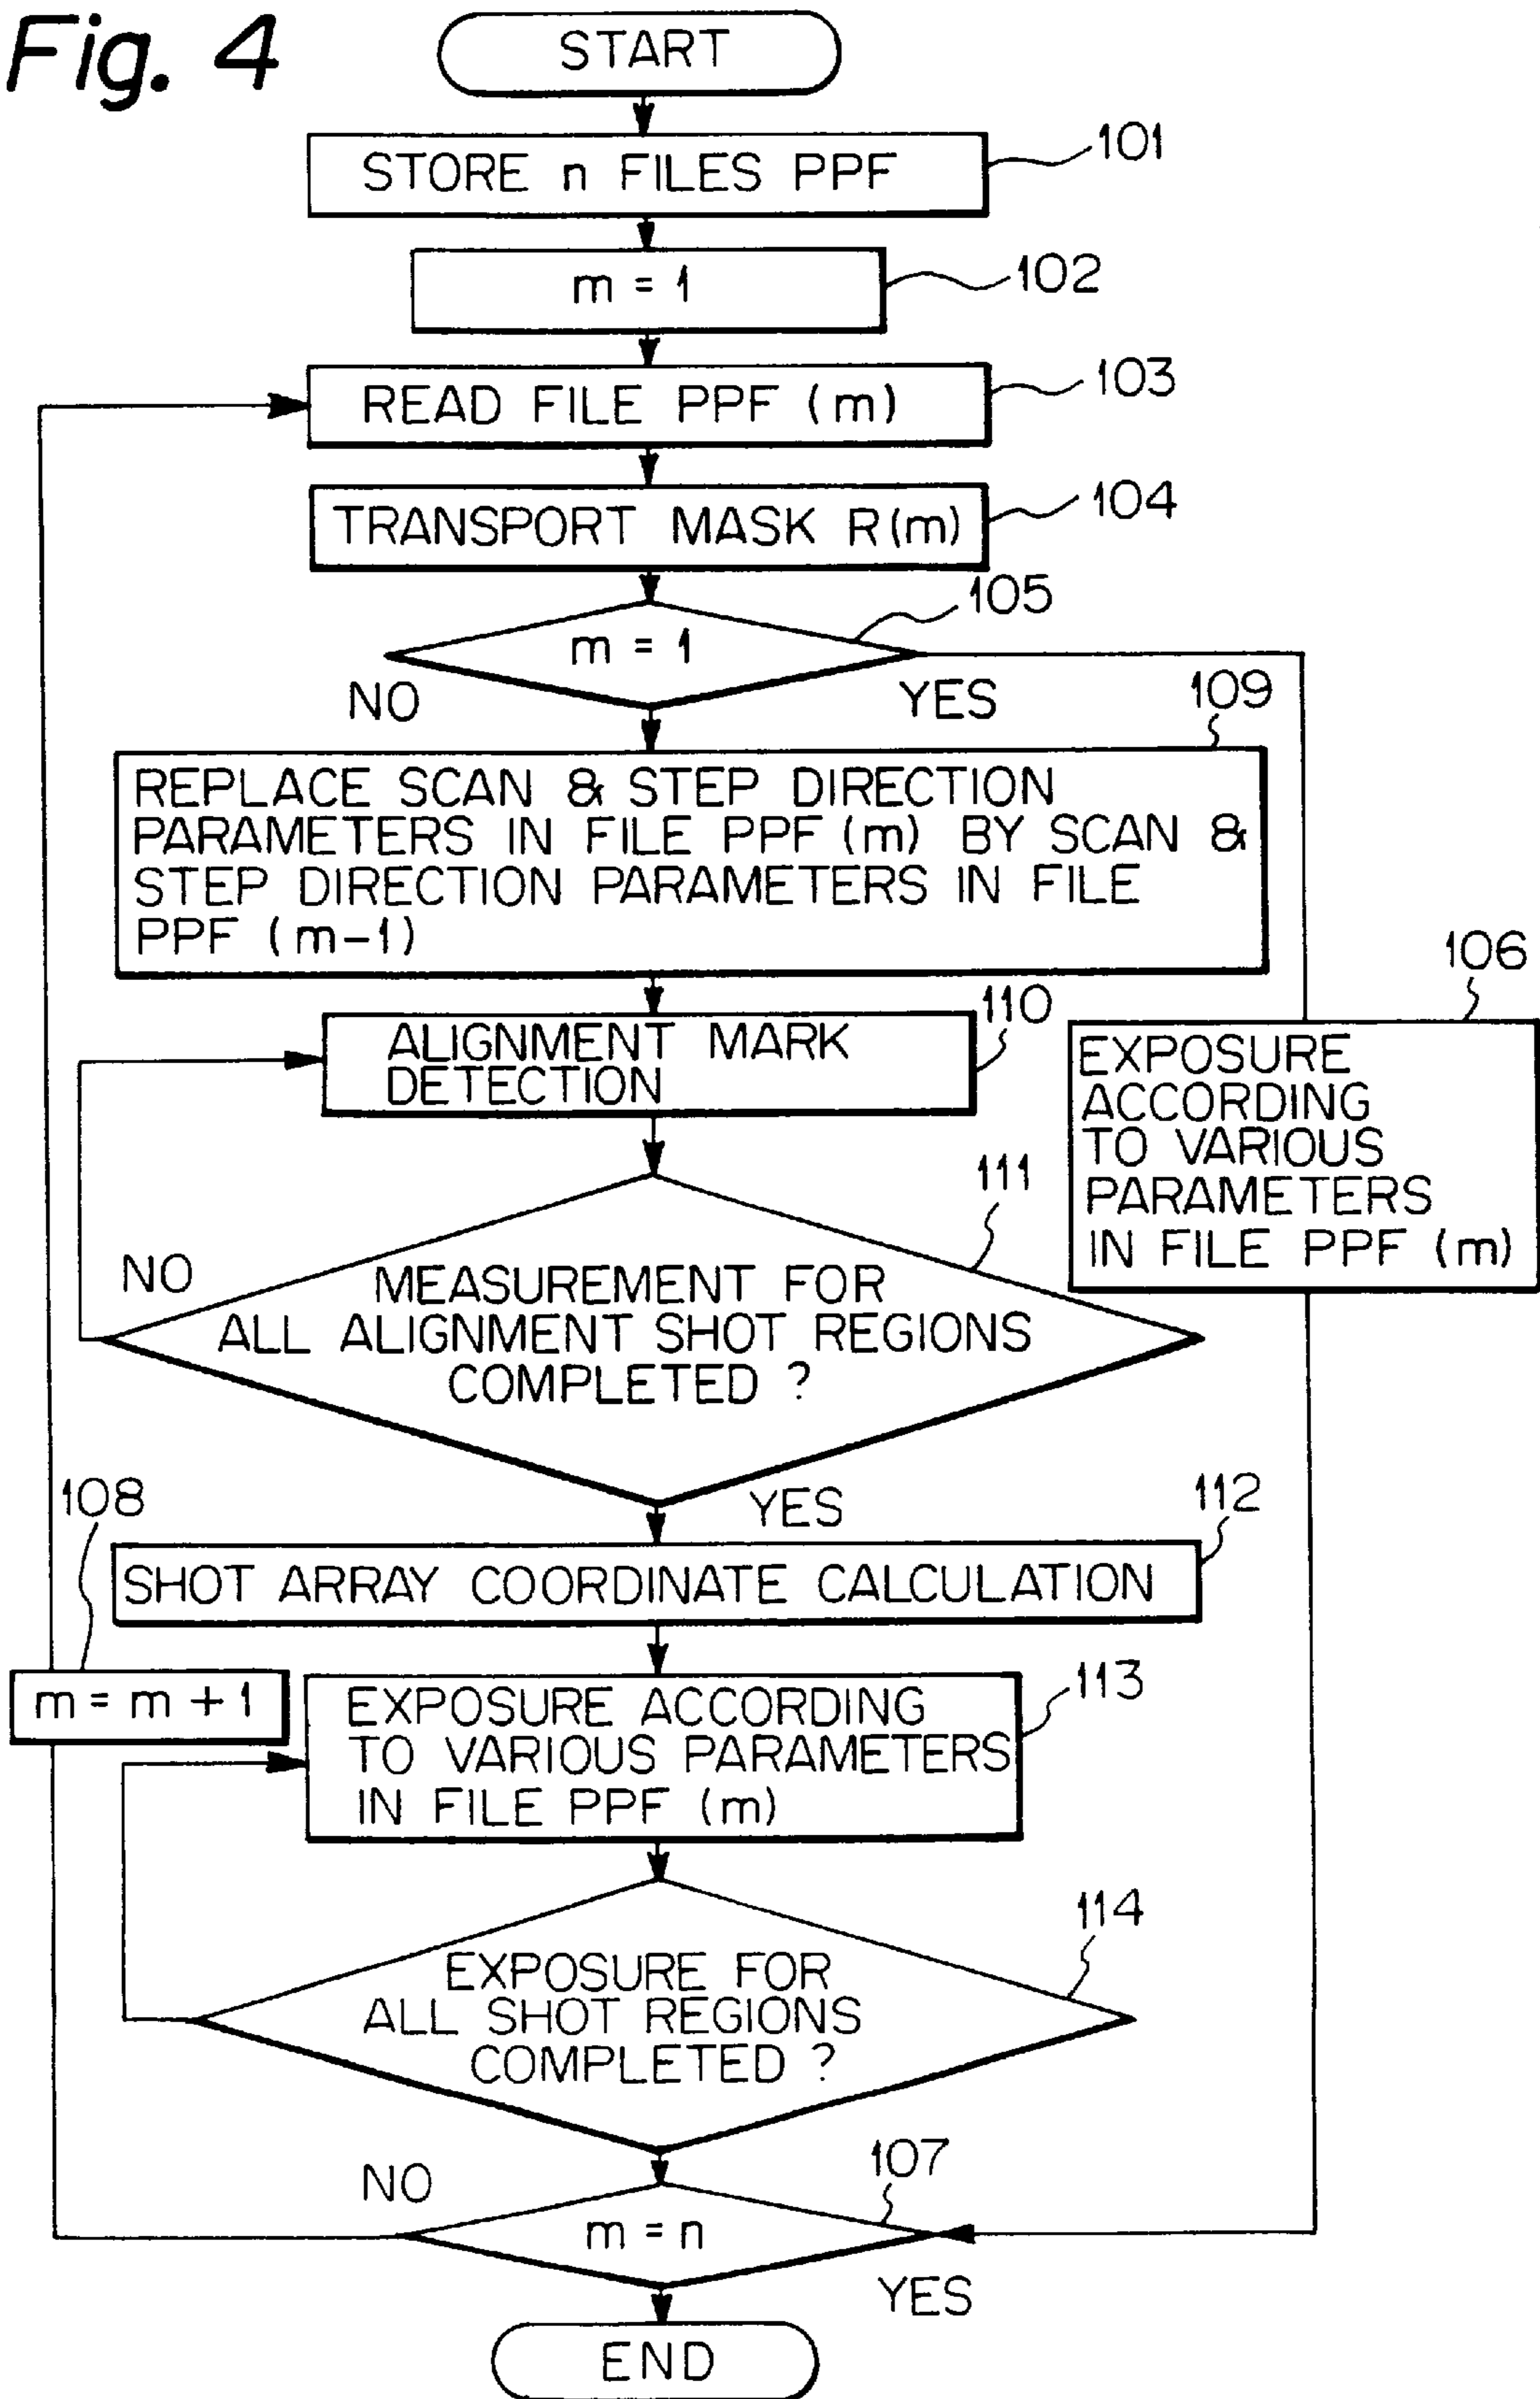 Fig. 4
START
STORE n FILES PPF
101
m = 1
102
READ FILE PPF (m)
103
TRANSPORT MASK R(m)
104
105
m = 1
NO
YES
109
REPLACE SCAN & STEP DIRECTION
PARAMETERS IN FILE PPF (m) BY SCAN &
STEP DIRECTION PARAMETERS IN FILE
PPF (m-1)
106
EXPOSURE
ACCORDING
TO VARIOUS
PARAMETERS
IN FILE PPF (m)
110
ALIGNMENT MARK
DETECTION
111
NO
MEASUREMENT FOR
ALL ALIGNMENT SHOT REGIONS
COMPLETED ?
YES
108
112
SHOT ARRAY COORDINATE CALCULATION
m = m + 1
113
EXPOSURE ACCORDING
TO VARIOUS PARAMETERS
IN FILE PPF (m)
114
EXPOSURE FOR
ALL SHOT REGIONS
COMPLETED ?
107
NO
m = n
YES
END